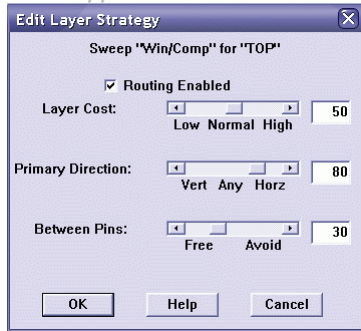 Edit Layer Strategy
Sweep "Win/Comp" for "TOP"
Routing Enabled
Layer Cost: 50
Low Normal High
Primary Direction: 80
Vert Any Horz
Between Pins: 30
Free Avoid
OK Help Cancel